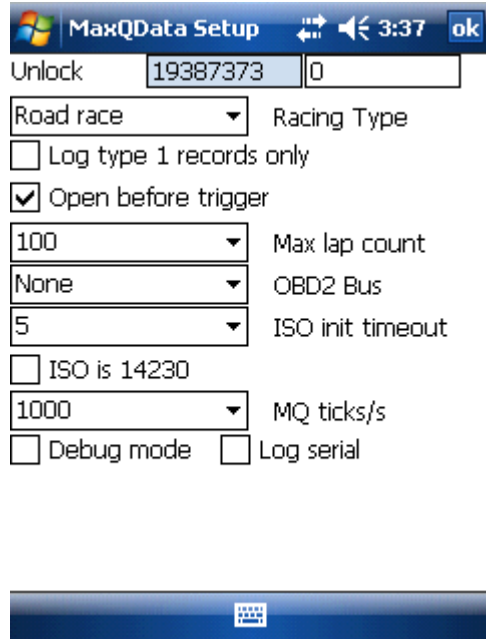 MaxQData Setup 3:37 ok
Unlock 19387373 0
Road race Racing Type
Log type 1 records only
Open before trigger
100 Max lap count
None OBD2 Bus
5 ISO init timeout
ISO is 14230
1000 MQ ticks/s
Debug mode Log serial